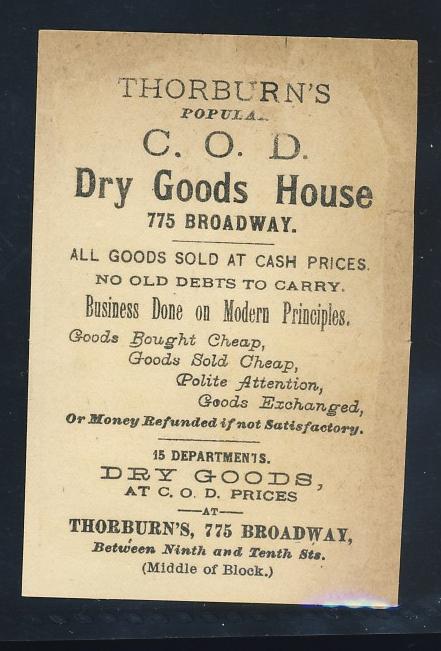 THORBURN'S
POPULA
C. O. D.
Dry Goods House
775 BROADWAY.
ALL GOODS SOLD AT CASH PRICES.
NO OLD DEBTS TO CARRY.
Business Done on Modern Principles.
Goods Bought Cheap,
Goods Sold Cheap,
Polite Attention,
Goods Exchanged,
Or Money Refunded if not Satisfactory.
15 DEPARTMENTS.
DRY GOODS,
AT C. O. D. PRICES
—AT—
THORBURN'S, 775 BROADWAY,
Between Ninth and Tenth Sts.
(Middle of Block.)